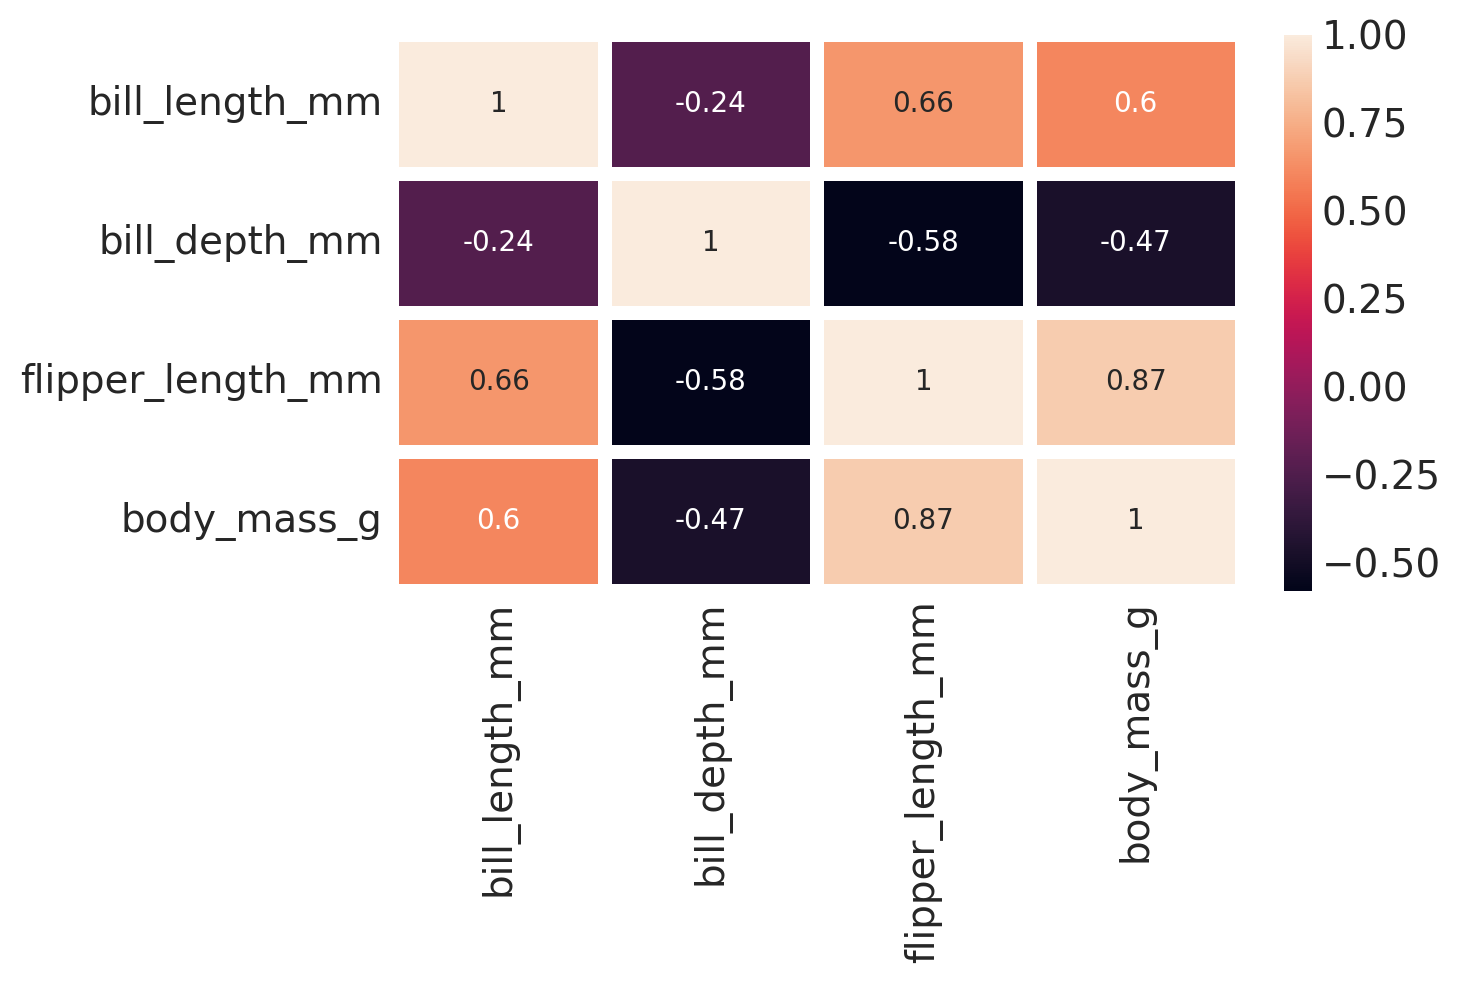 bill_length_mm 1 -0.24 0.66 0.6
bill_depth_mm -0.24 1 -0.58 -0.47
flipper_length_mm 0.66 -0.58 1 0.87
body_mass_g 0.6 -0.47 0.87 1
bill_length_mm
bill_depth_mm
flipper_length_mm
body_mass_g
1.00
0.75
0.50
0.25
0.00
−0.25
−0.50